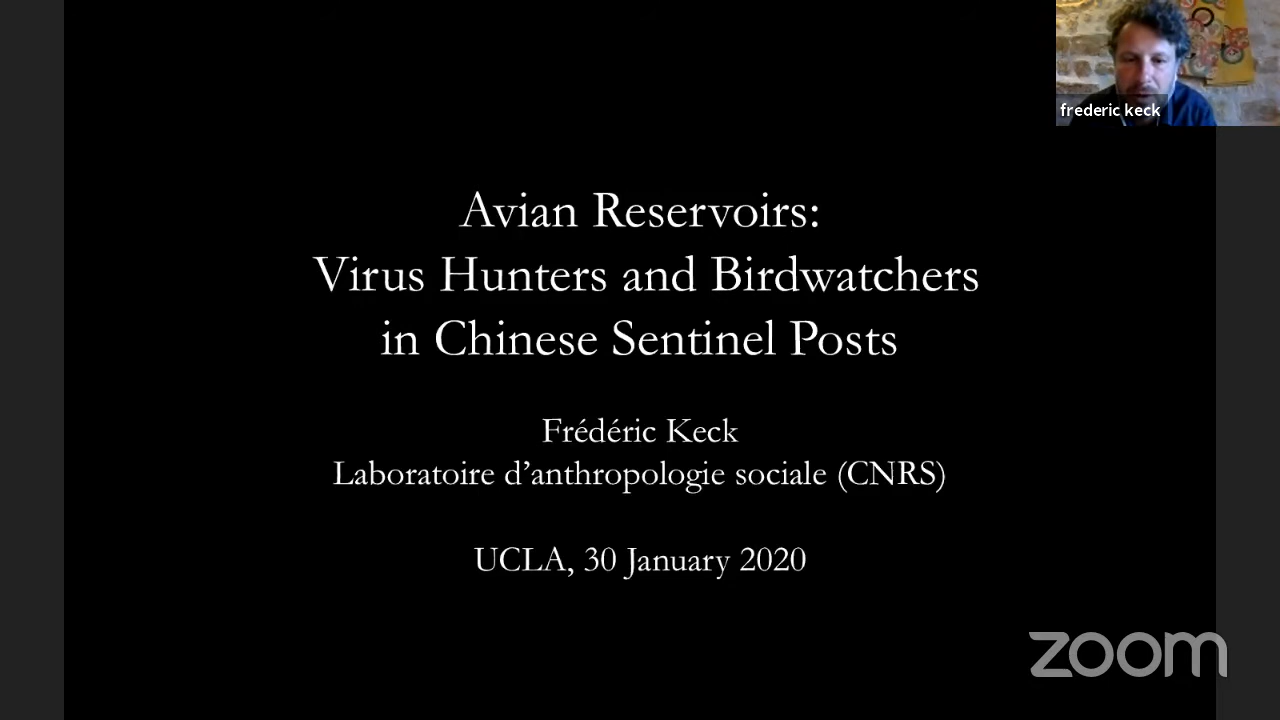 frederic keck
Avian Reservoirs:
Virus Hunters and Birdwatchers
in Chinese Sentinel Posts
Frédéric Keck
Laboratoire d’anthropologie sociale (CNRS)
UCLA, 30 January 2020
zoom